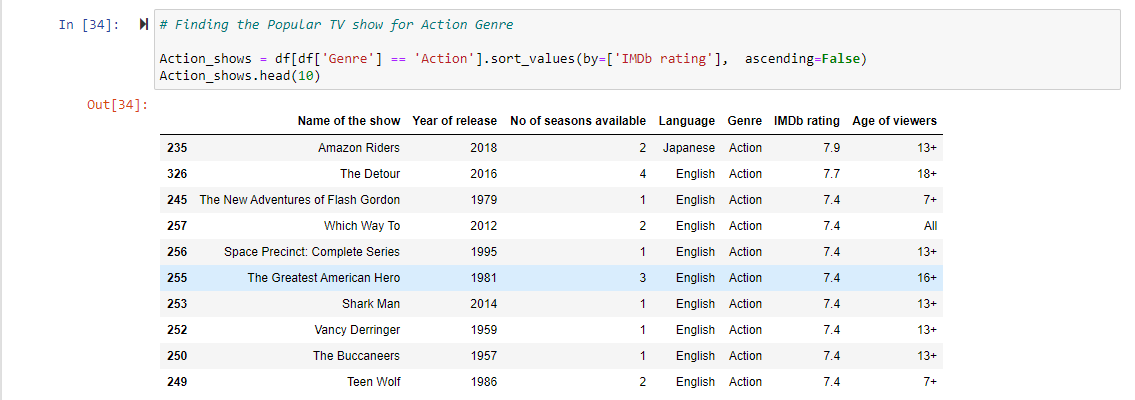 In [34]: # Finding the Popular TV show for Action Genre
Action_shows = df[df['Genre'] == 'Action'].sort_values(by=['IMDb rating'],  ascending=False)
Action_shows.head(10)
Out[34]:
Name of the show Year of release No of seasons available Language Genre IMDb rating Age of viewers
235 Amazon Riders 2018 2 Japanese Action 7.9 13+
326 The Detour 2016 4 English Action 7.7 18+
245 The New Adventures of Flash Gordon 1979 1 English Action 7.4 7+
257 Which Way To 2012 2 English Action 7.4 All
256 Space Precinct: Complete Series 1995 1 English Action 7.4 13+
255 The Greatest American Hero 1981 3 English Action 7.4 16+
253 Shark Man 2014 1 English Action 7.4 13+
252 Vancy Derringer 1959 1 English Action 7.4 13+
250 The Buccaneers 1957 1 English Action 7.4 13+
249 Teen Wolf 1986 2 English Action 7.4 7+